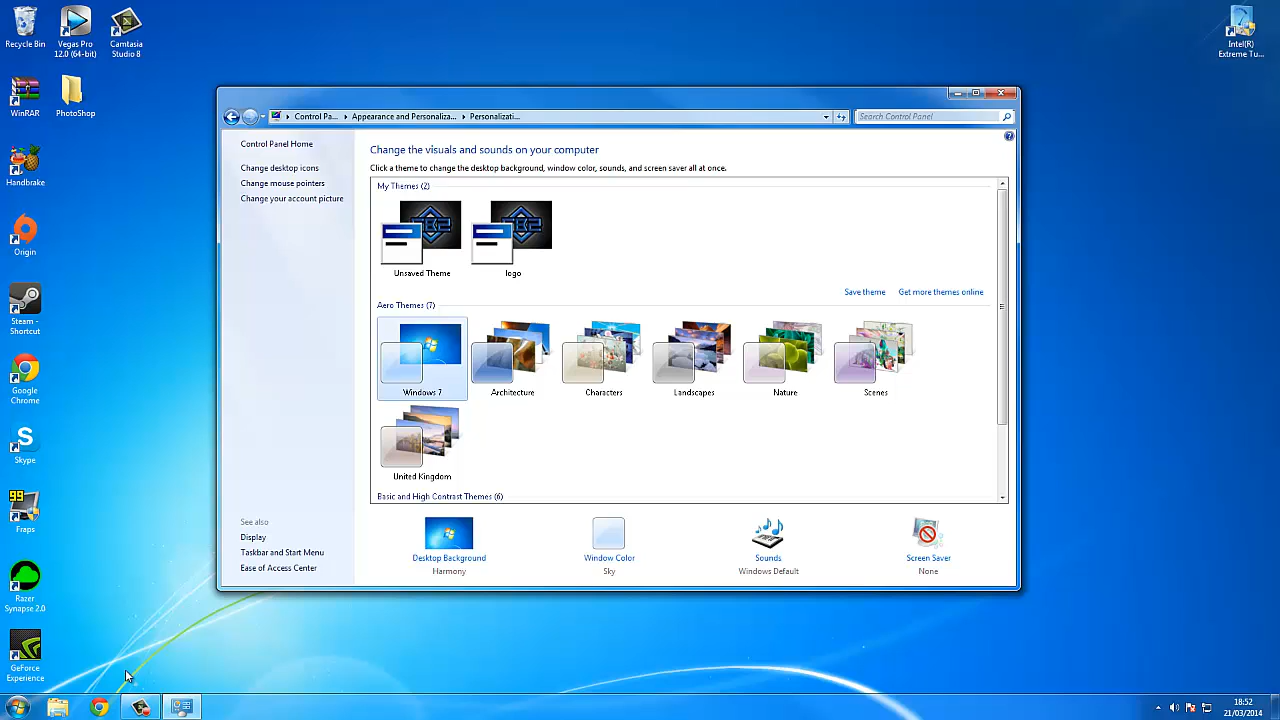 Recycle Bin
Vegas Pro
12.0 (64-bit)
Camtasia
Studio 8
Intel(R)
Extreme Tu...
WinRAR
PhotoShop
Handbrake
Origin
Steam -
Shortcut
Google
Chrome
Skype
99
Fraps
Razer
Synapse 2.0
GeForce
Experience
Control Pa...
Appearance and Personaliza...
Personalizati...
Search Control Panel
Control Panel Home
Change desktop icons
Change mouse pointers
Change your account picture
See also
Display
Taskbar and Start Menu
Ease of Access Center
Change the visuals and sounds on your computer
Click a theme to change the desktop background, window color, sounds, and screen saver all at once.
My Themes (2)
Unsaved Theme
logo
Save theme
Get more themes online
Aero Themes (7)
Windows 7
Architecture
Characters
Landscapes
Nature
Scenes
United Kingdom
Basic and High Contrast Themes (6)
Desktop Background
Harmony
Window Color
Sky
Sounds
Windows Default
Screen Saver
None
18:52
21/03/2014